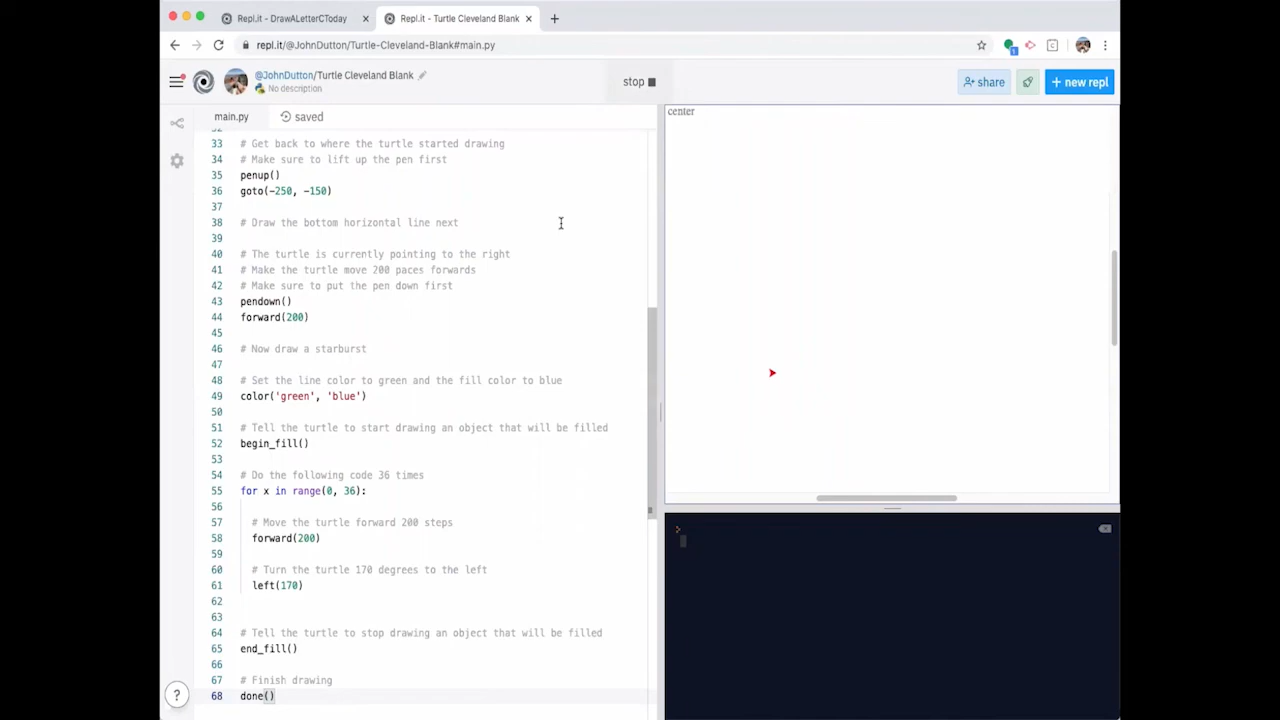 Repl.it - DrawALetterCToday
Repl.it - Turtle Cleveland Blank
repl.it/@JohnDutton/Turtle-Cleveland-Blank#main.py
@JohnDutton/Turtle Cleveland Blank
No description
stop
share
+ new repl
main.py
saved
33 # Get back to where the turtle started drawing
34 # Make sure to lift up the pen first
35 penup()
36 goto(-250, -150)
37
38 # Draw the bottom horizontal line next
39
40 # The turtle is currently pointing to the right
41 # Make the turtle move 200 paces forwards
42 # Make sure to put the pen down first
43 pendown()
44 forward(200)
45
46 # Now draw a starburst
47
48 # Set the line color to green and the fill color to blue
49 color('green', 'blue')
50
51 # Tell the turtle to start drawing an object that will be filled
52 begin_fill()
53
54 # Do the following code 36 times
55 for x in range(0, 36):
56
57 # Move the turtle forward 200 steps
58 forward(200)
59
60 # Turn the turtle 170 degrees to the left
61 left(170)
62
63
64 # Tell the turtle to stop drawing an object that will be filled
65 end_fill()
66
67 # Finish drawing
68 done()
?
center